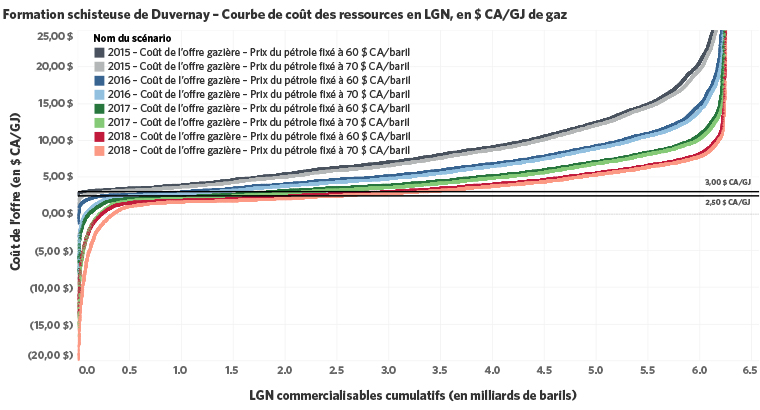 Formation schisteuse de Duvernay – Courbe de coût des ressources en LGN, en $ CA/GJ de gaz
Nom du scénario
2015 – Coût de l'offre gazière – Prix du pétrole fixé à 60 $ CA/baril
2015 – Coût de l'offre gazière – Prix du pétrole fixé à 70 $ CA/baril
2016 – Coût de l'offre gazière – Prix du pétrole fixé à 60 $ CA/baril
2016 – Coût de l'offre gazière – Prix du pétrole fixé à 70 $ CA/baril
2017 – Coût de l'offre gazière – Prix du pétrole fixé à 60 $ CA/baril
2017 – Coût de l'offre gazière – Prix du pétrole fixé à 70 $ CA/baril
2018 – Coût de l'offre gazière – Prix du pétrole fixé à 60 $ CA/baril
2018 – Coût de l'offre gazière – Prix du pétrole fixé à 70 $ CA/baril
Coût de l'offre (en $ CA/GJ)
25,00 $
20,00 $
15,00 $
10,00 $
5,00 $
0,00 $
(5,00 $)
(10,00 $)
(15,00 $)
(20,00 $)
3,00 $ CA/GJ
2,50 $ CA/GJ
0.0 0.5 1.0 1.5 2.0 2.5 3.0 3.5 4.0 4.5 5.0 5.5 6.0 6.5
LGN commercialisables cumulatifs (en milliards de barils)